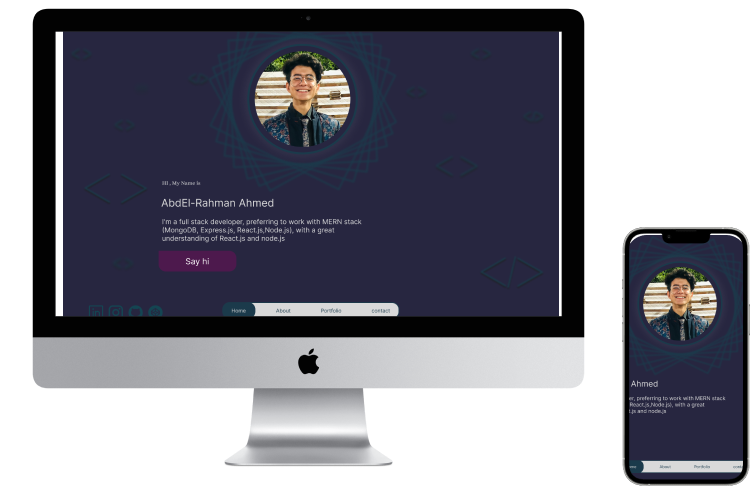 HI , My Name is
AbdEl-Rahman Ahmed
I'm a full stack developer, preferring to work with MERN stack
(MongoDB, Express.js, React.js,Node.js), with a great
understanding of React.js and node.js
Say hi
in
Home About Portfolio contact
Ahmed
er, preferring to work with MERN stack
React.js,Node.js), with a great
t.js and node.js
ome About Portfolio cont